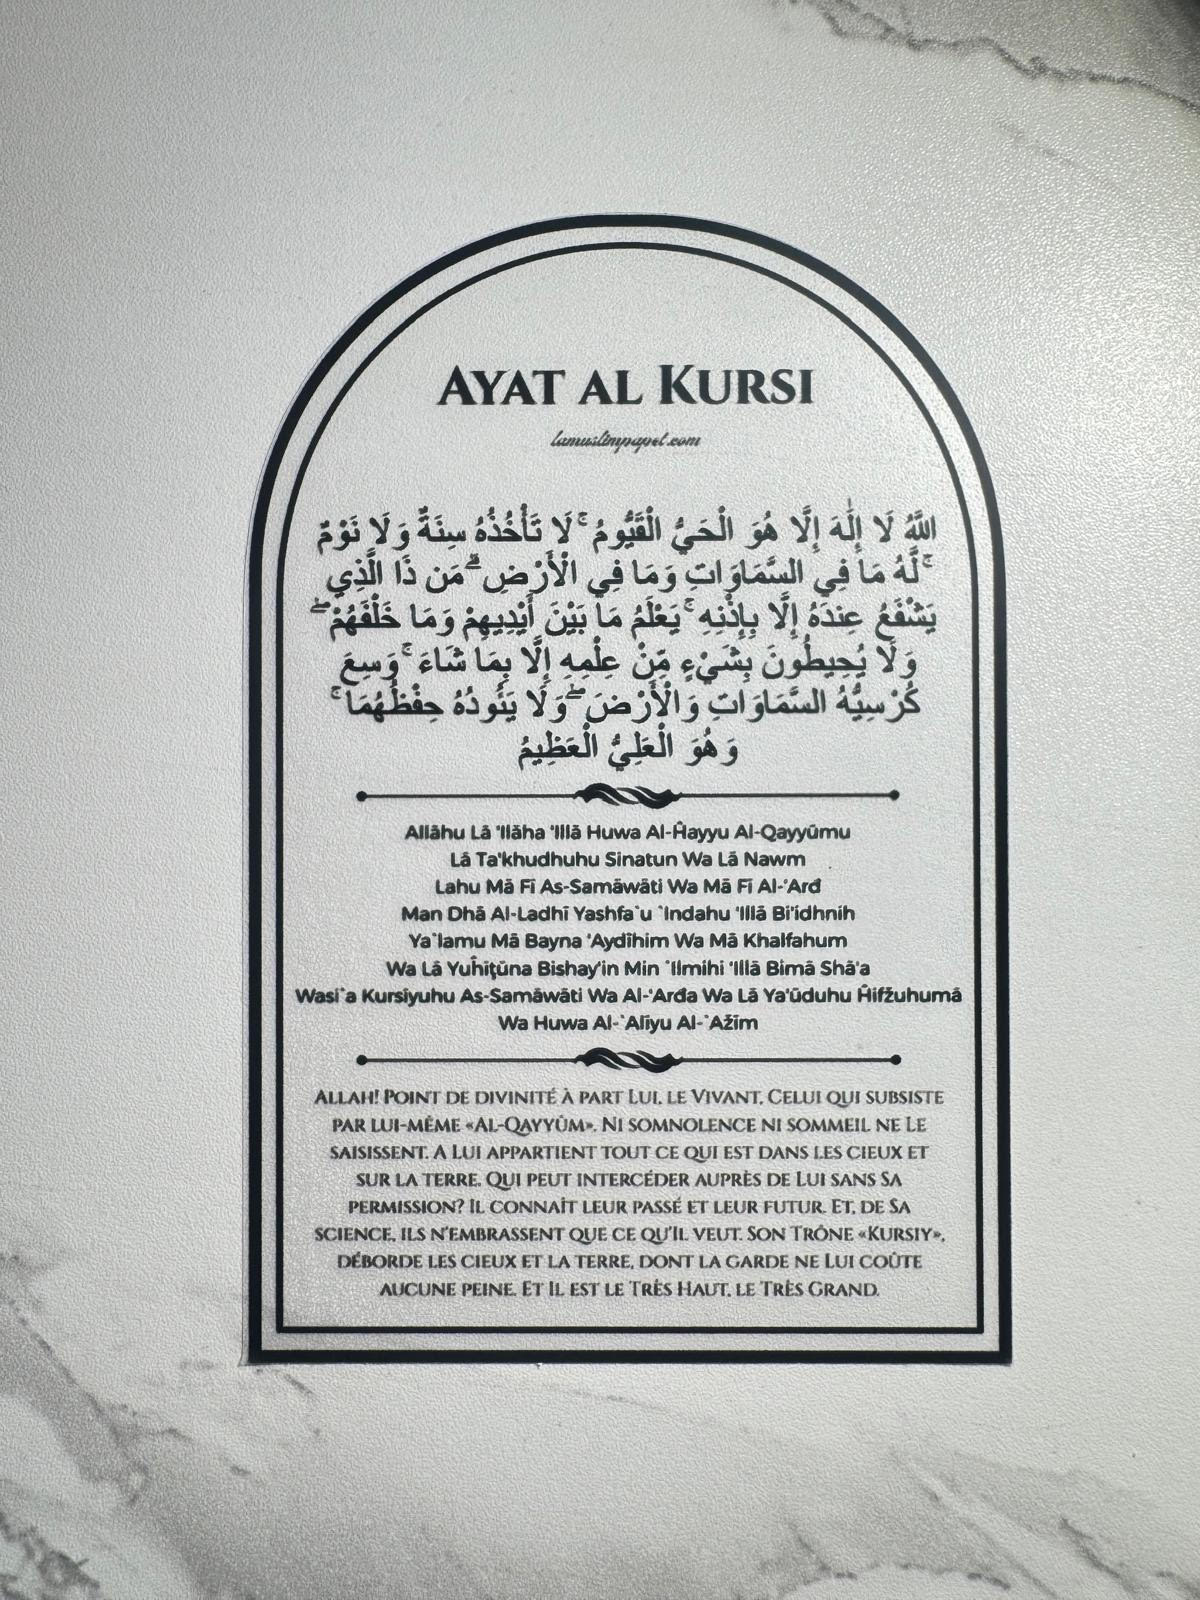 AYAT AL KURSI
lamuslimpapet.com
اللَّهُ لَا إِلَٰهَ إِلَّا هُوَ الْحَيُّ الْقَيُّومُ ۚ لَا تَأْخُذُهُ سِنَةٌ وَلَا نَوْمٌ
ۚ لَّهُ مَا فِي السَّمَاوَاتِ وَمَا فِي الْأَرْضِ ۗ مَن ذَا الَّذِي
يَشْفَعُ عِندَهُ إِلَّا بِإِذْنِهِ ۚ يَعْلَمُ مَا بَيْنَ أَيْدِيهِمْ وَمَا خَلْفَهُمْ ۖ
وَلَا يُحِيطُونَ بِشَيْءٍ مِّنْ عِلْمِهِ إِلَّا بِمَا شَاءَ ۚ وَسِعَ
كُرْسِيُّهُ السَّمَاوَاتِ وَالْأَرْضَ ۖ وَلَا يَئُودُهُ حِفْظُهُمَا ۚ
وَهُوَ الْعَلِيُّ الْعَظِيمُ
Allāhu Lā 'Ilāha 'Illā Huwa Al-Ĥayyu Al-Qayyūmu
Lā Ta'khudhuhu Sinatun Wa Lā Nawm
Lahu Mā Fī As-Samāwāti Wa Mā Fī Al-'Arđ
Man Dhā Al-Ladhī Yashfa`u `Indahu 'Illā Bi'idhnih
Ya`lamu Mā Bayna 'Aydīhim Wa Mā Khalfahum
Wa Lā Yuĥīţūna Bishay'in Min `Ilmihi 'Illā Bimā Shā'a
Wasi`a Kursīyuhu As-Samāwāti Wa Al-'Arđa Wa Lā Ya'ūduhu Ĥifžuhumā
Wa Huwa Al-`Alīyu Al-`Ažīm
ALLAH! POINT DE DIVINITÉ À PART LUI, LE VIVANT, CELUI QUI SUBSISTE
PAR LUI-MÊME «AL-QAYYÛM». NI SOMNOLENCE NI SOMMEIL NE LE
SAISISSENT. A LUI APPARTIENT TOUT CE QUI EST DANS LES CIEUX ET
SUR LA TERRE. QUI PEUT INTERCÉDER AUPRÈS DE LUI SANS SA
PERMISSION? IL CONNAÎT LEUR PASSÉ ET LEUR FUTUR. ET, DE SA
SCIENCE, ILS N'EMBRASSENT QUE CE QU'IL VEUT. SON TRÔNE «KURSIY»,
DÉBORDE LES CIEUX ET LA TERRE, DONT LA GARDE NE LUI COÛTE
AUCUNE PEINE. ET IL EST LE TRÈS HAUT, LE TRÈS GRAND.